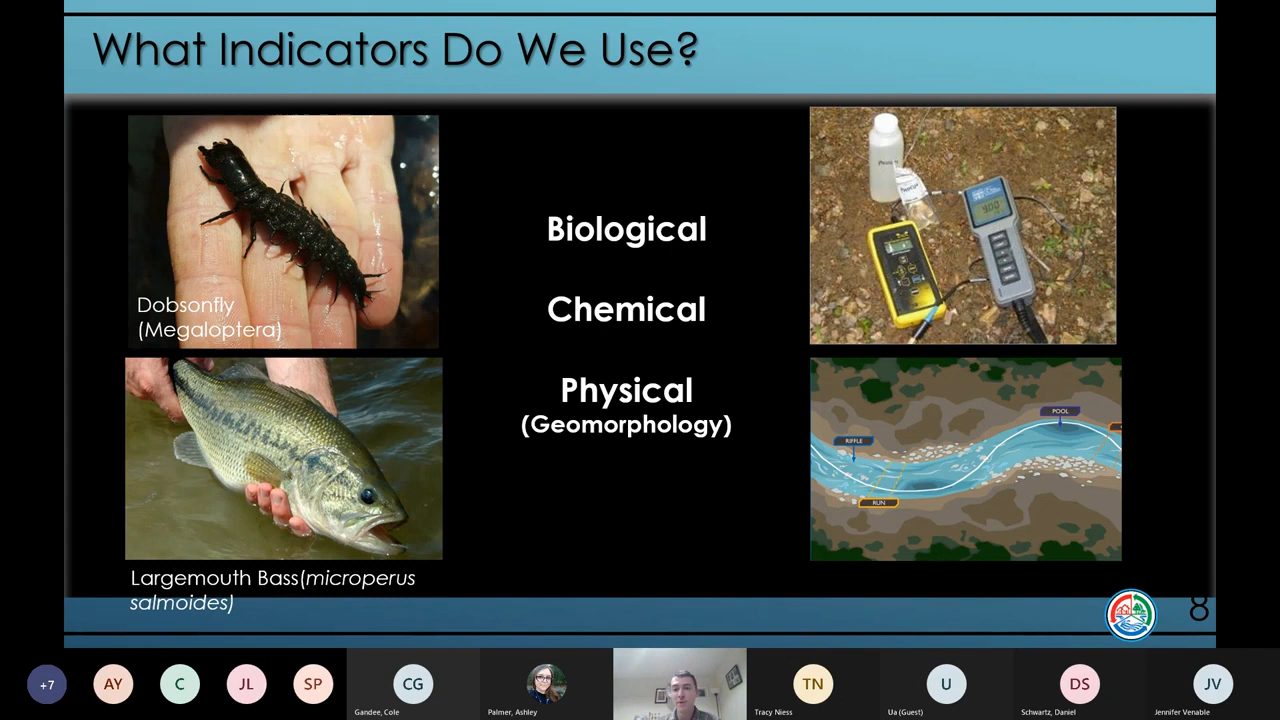 What Indicators Do We Use?
Dobsonfly
(Megaloptera)
Biological
Chemical
Physical
(Geomorphology)
9.00
RIFFLE
POOL
RUN
Largemouth Bass(microperus
salmoides)
8
+7
AY
C
JL
SP
CG
TN
U
DS
JV
Gandee, Cole
Palmer, Ashley
Tracy Niess
Ua (Guest)
Schwartz, Daniel
Jennifer Venable